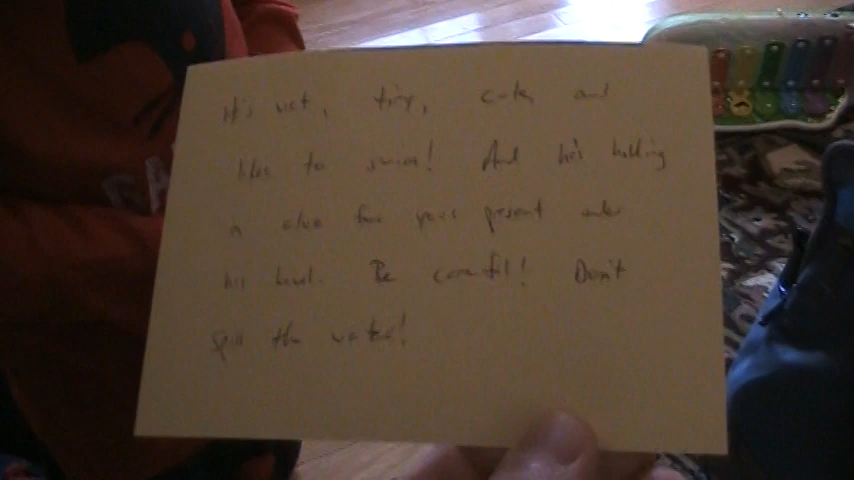 It's wet, tiny, cute, and
likes to swim! And he's holding
a clue for your present under
his bowl. Be careful! Don't
spill the water!